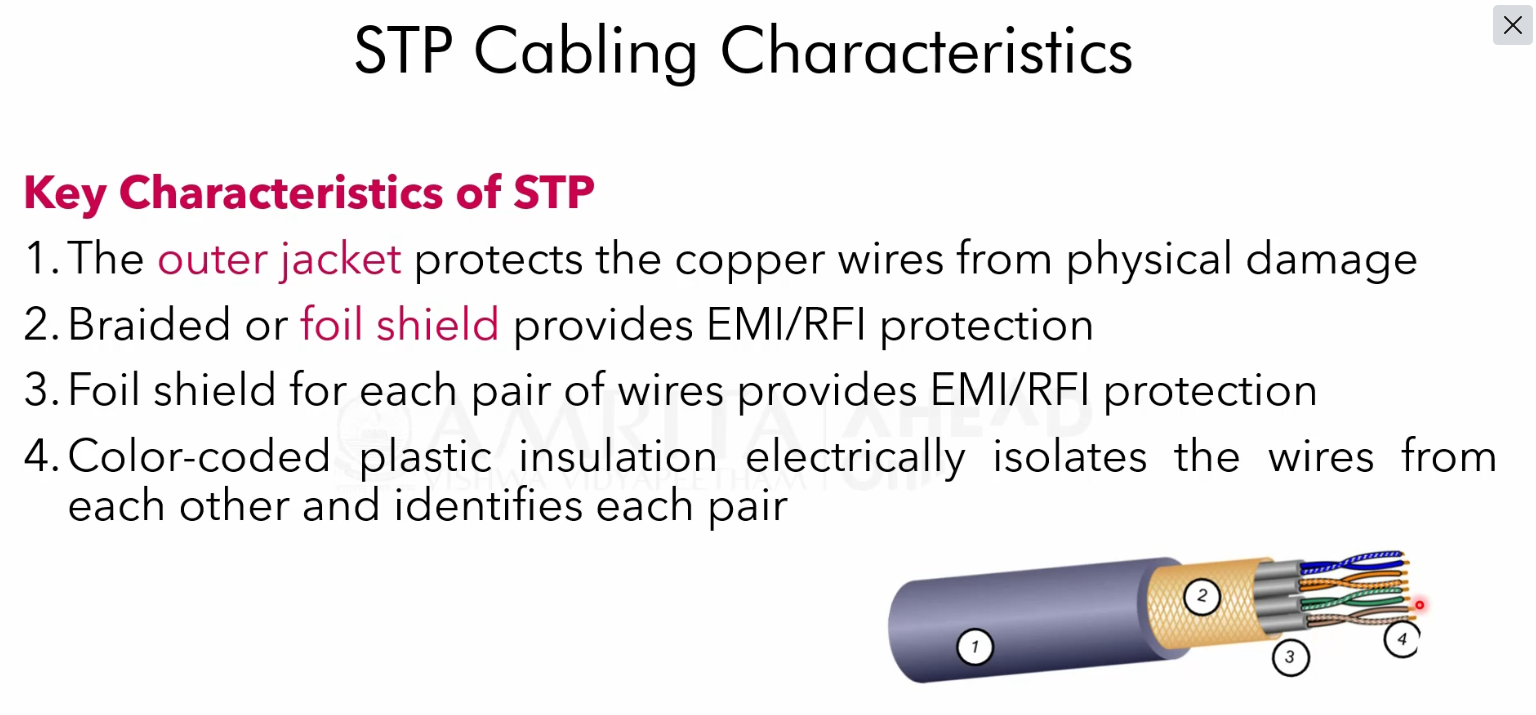 STP Cabling Characteristics
Key Characteristics of STP
1. The outer jacket protects the copper wires from physical damage
2. Braided or foil shield provides EMI/RFI protection
3. Foil shield for each pair of wires provides EMI/RFI protection
AMRITA AHEAD
4. Color-coded plastic insulation electrically isolates the wires from
VISHWA VIDYAPEETHAM
each other and identifies each pair
1
2
3
4